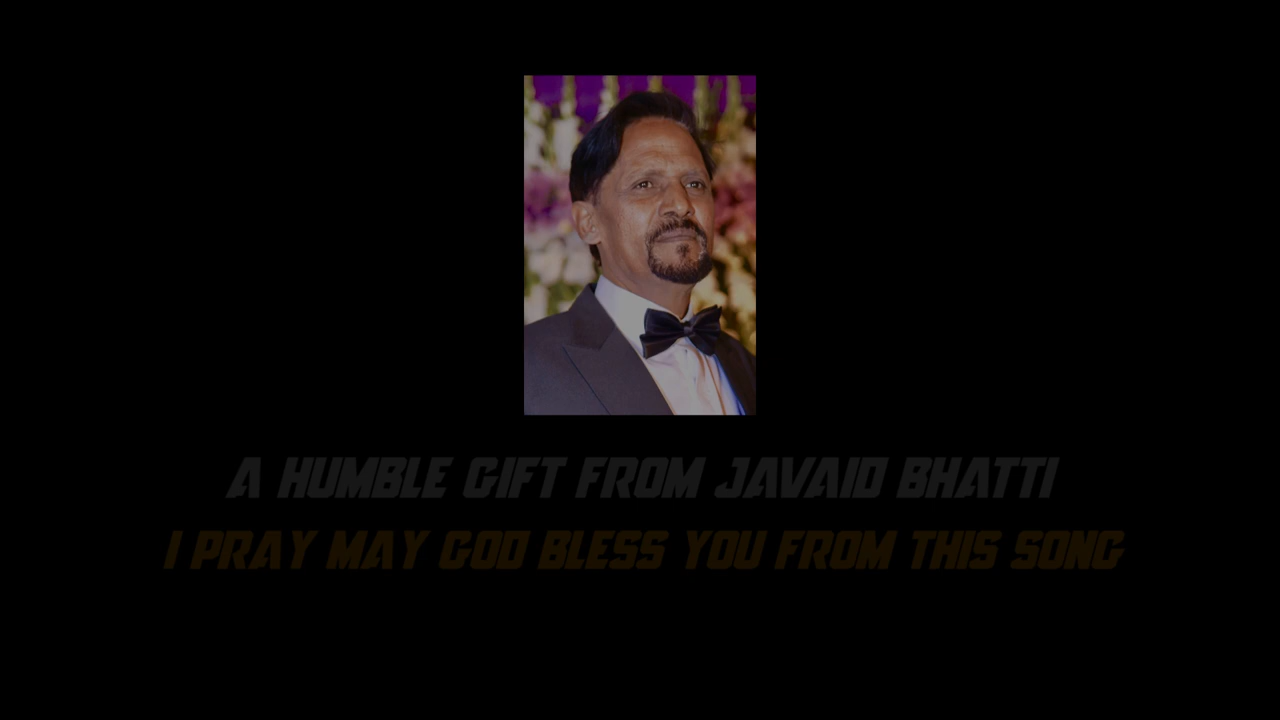 A HUMBLE GIFT FROM JAVAID BHATTI
I PRAY MAY GOD BLESS YOU FROM THIS SONG